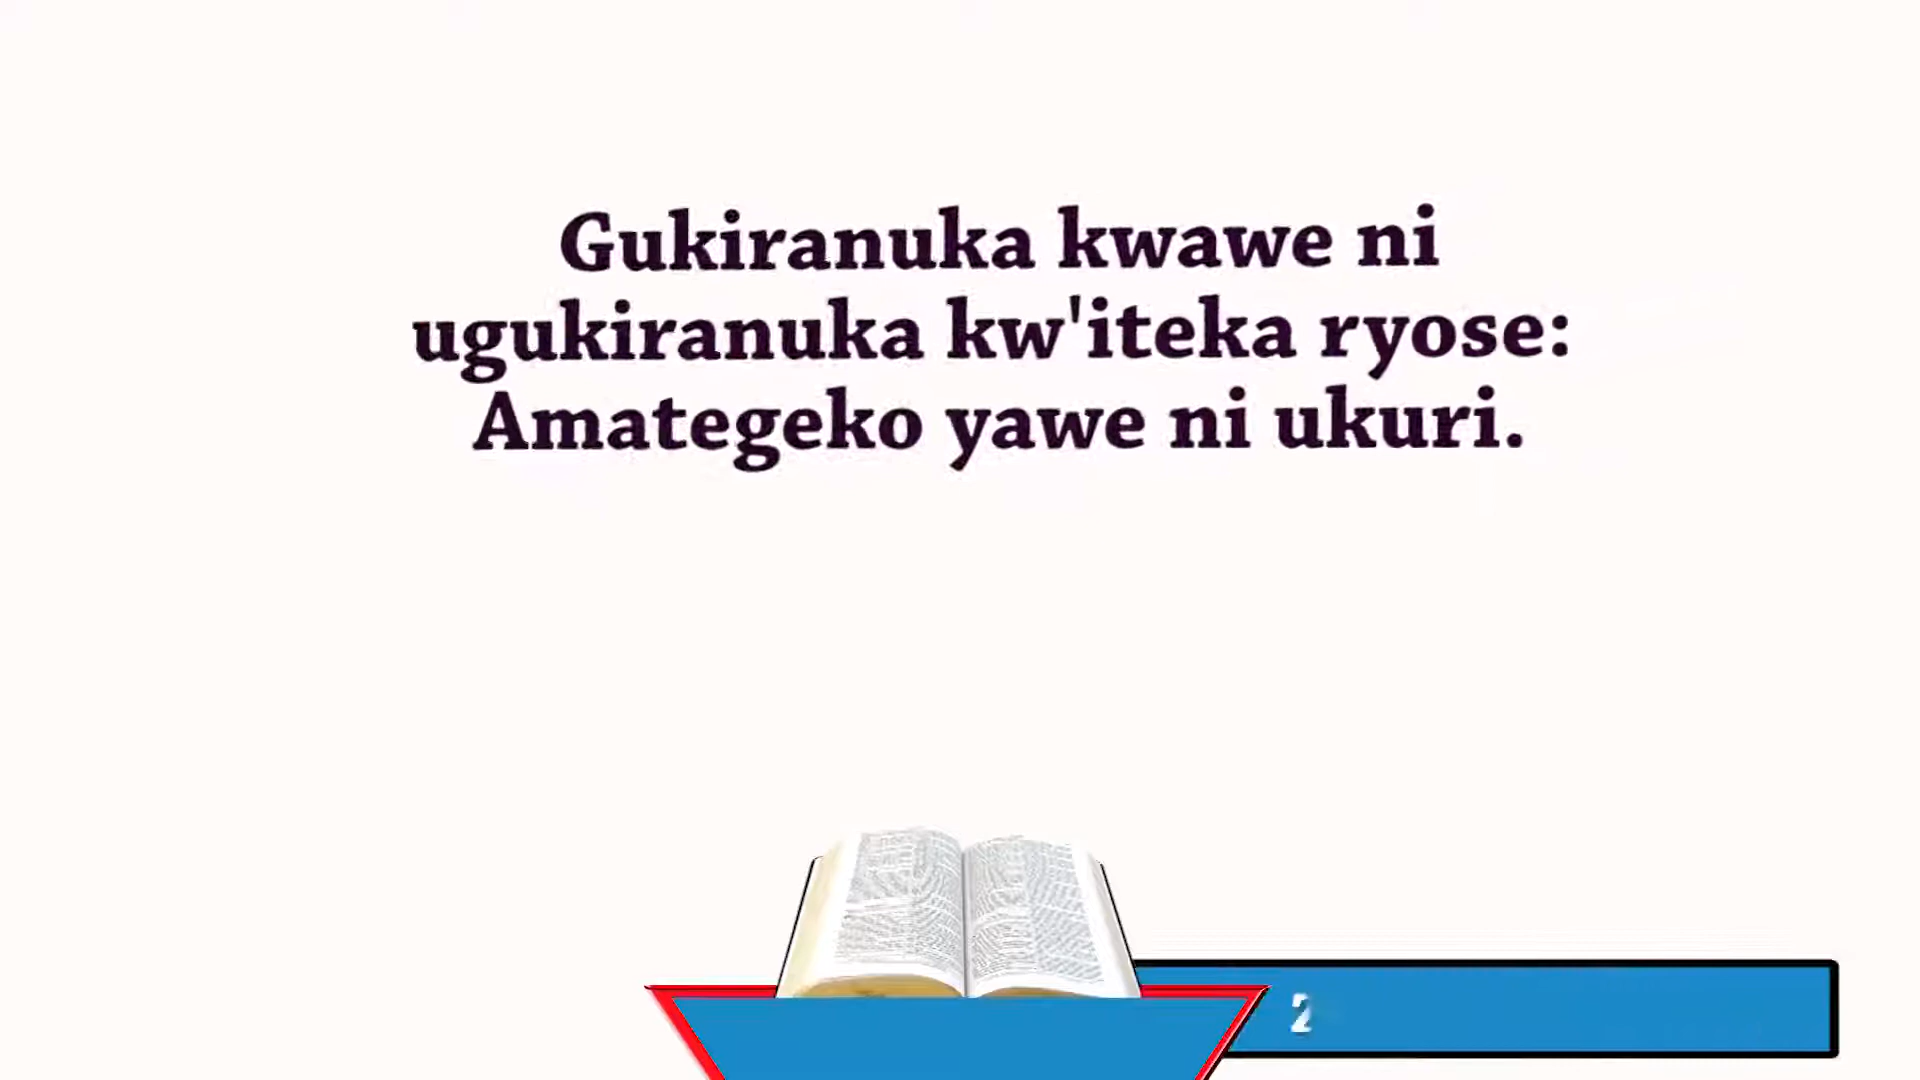 Gukiranuka kwawe ni
ugukiranuka kw'iteka ryose:
Amategeko yawe ni ukuri.
2